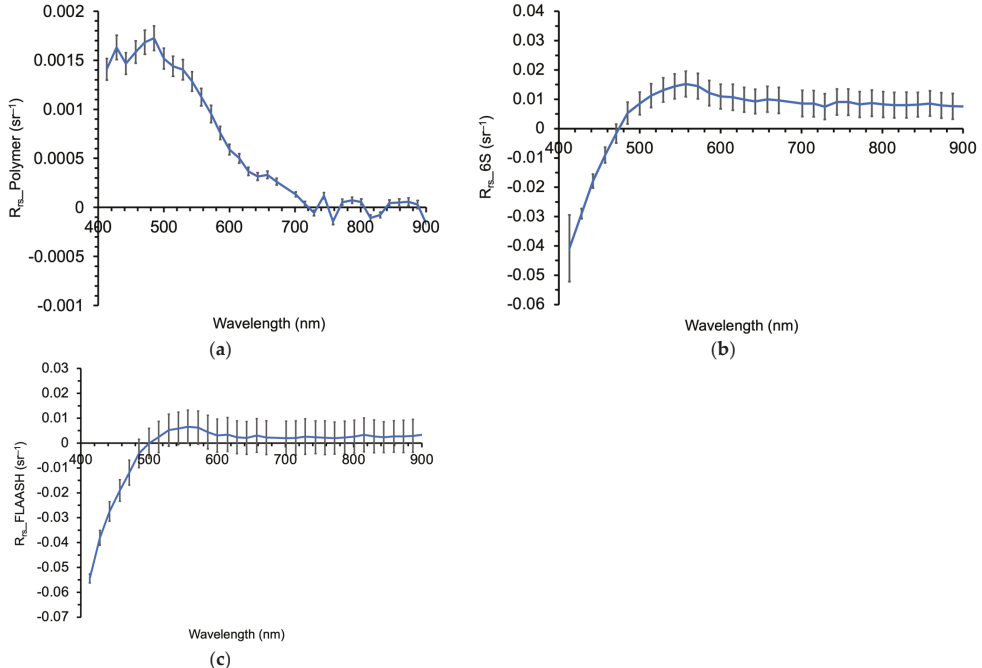 0.002
0.0015
0.001
0.0005
0
-0.0005
-0.001
400 500 600 700 800 900
Rrs_Polymer (sr⁻¹)
Wavelength (nm)
(a)
0.04
0.03
0.02
0.01
0
-0.01
-0.02
-0.03
-0.04
-0.05
-0.06
400 500 600 700 800 900
Rrs_6S (sr⁻¹)
Wavelength (nm)
(b)
0.03
0.02
0.01
0
-0.01
-0.02
-0.03
-0.04
-0.05
-0.06
-0.07
400 500 600 700 800 900
Rrs_FLAASH (sr⁻¹)
Wavelength (nm)
(c)